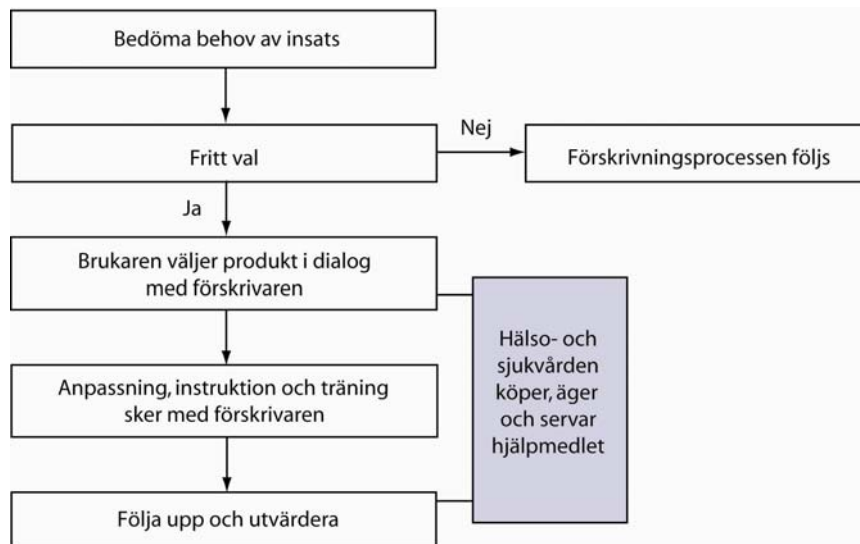 Bedöma behov av insats
Fritt val
Nej
Förskrivningsprocessen följs
Ja
Brukaren väljer produkt i dialog
med förskrivaren
Hälso- och
sjukvården
köper, äger
och servar
hjälpmedlet
Anpassning, instruktion och träning
sker med förskrivaren
Följa upp och utvärdera